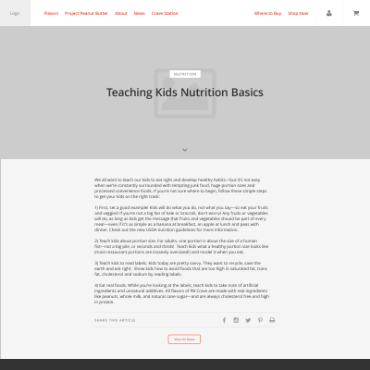 Logo Flavors Project Peanut Butter About News Crave Station Where to Buy Shop Now
NUTRITION
Teaching Kids Nutrition Basics
We all want to teach our kids to eat right and develop healthy habits—but it's not easy
when we're constantly surrounded with tempting junk food, huge portion sizes and
processed convenience foods. If you're not sure where to begin, follow these simple steps
to get your kids on the right track:
1) First, set a good example! Kids will do what you do, not what you say—so eat your fruits
and veggies! If you're not a big fan of kale or broccoli, don't worry! Any fruits or vegetables
will do, as long as kids get the message that fruits and vegetables should be part of every
meal—even if it's as simple as a banana at breakfast, an apple at lunch and peas with
dinner. Check out the new USDA nutrition guidelines for more information.
2) Teach kids about portion size. For adults, one portion is about the size of a human
fist—not a big plate, or seconds and thirds! Teach kids what a healthy portion size looks like
(most restaurant portions are insanely oversized) and model it when you eat.
3) Teach kids to read labels. Kids today are pretty savvy. They want to recycle, save the
earth and eat right. Show kids how to avoid foods that are too high in saturated fat, trans
fat, cholesterol and sodium by reading labels.
4) Eat real foods. While you're looking at the labels, teach kids to take note of artificial
ingredients and unnatural additives. All flavors of PB Crave are made with real ingredients
like peanuts, whole milk, and natural cane sugar—and are always cholesterol free and high
in protein.
SHARE THIS ARTICLE
View All News